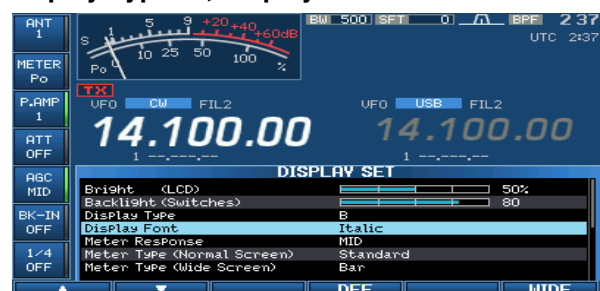 ANT 1
S 1 5 9 +20 +40 +60dB
BW 500 SFT 0 BPF 2 37
UTC 2:37
Po 0 10 25 50 100 %
METER Po
TX
P.AMP 1
VFO CW FIL2 VFO USB FIL2
14.100.00 14.100.00
1 --.---.-- 1 --.---.--
ATT OFF
DISPLAY SET
AGC MID
Bright (LCD) 50%
Backlight (Switches) 80
BK-IN OFF
Display Type B
Display Font Italic
Meter Response MID
1/4 OFF
Meter Type (Normal Screen) Standard
Meter Type (Wide Screen) Bar
DEF WIDE